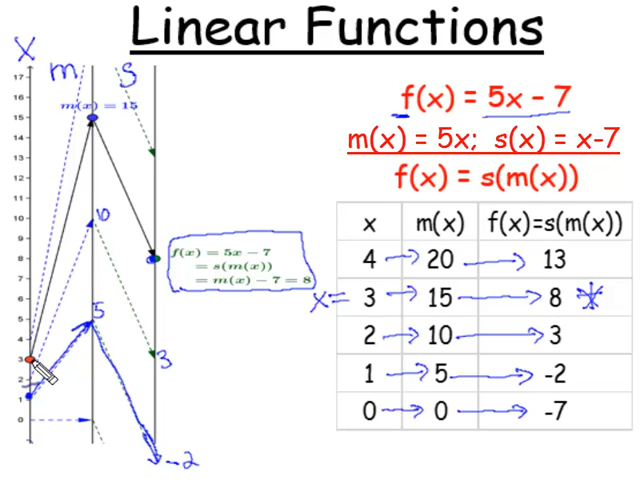 Linear Functions
X
m
s
17
16
15
14
13
12
11
10
9
8
7
6
5
4
3
2
1
0
m(x) = 15
10
5
3
-2
f(x) = 5x − 7
= s(m(x))
= m(x) − 7 = 8
f(x) = 5x − 7
m(x) = 5x; s(x) = x-7
f(x) = s(m(x))
x m(x) f(x)=s(m(x))
4 20 13
x= 3 15 8
2 10 3
1 5 -2
0 0 -7